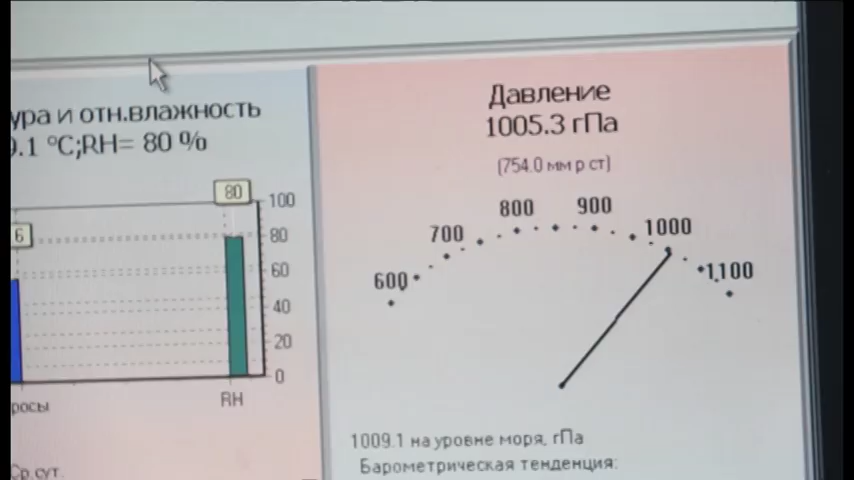 ура и отн.влажность
9.1 °C;RH= 80 %
80
6
100
80
60
40
20
0
росы
RH
Ср.сут.
Давление
1005.3 гПа
(754.0 мм р ст)
600
700
800
900
1000
1100
1009.1 на уровне моря, гПа
Барометрическая тенденция: